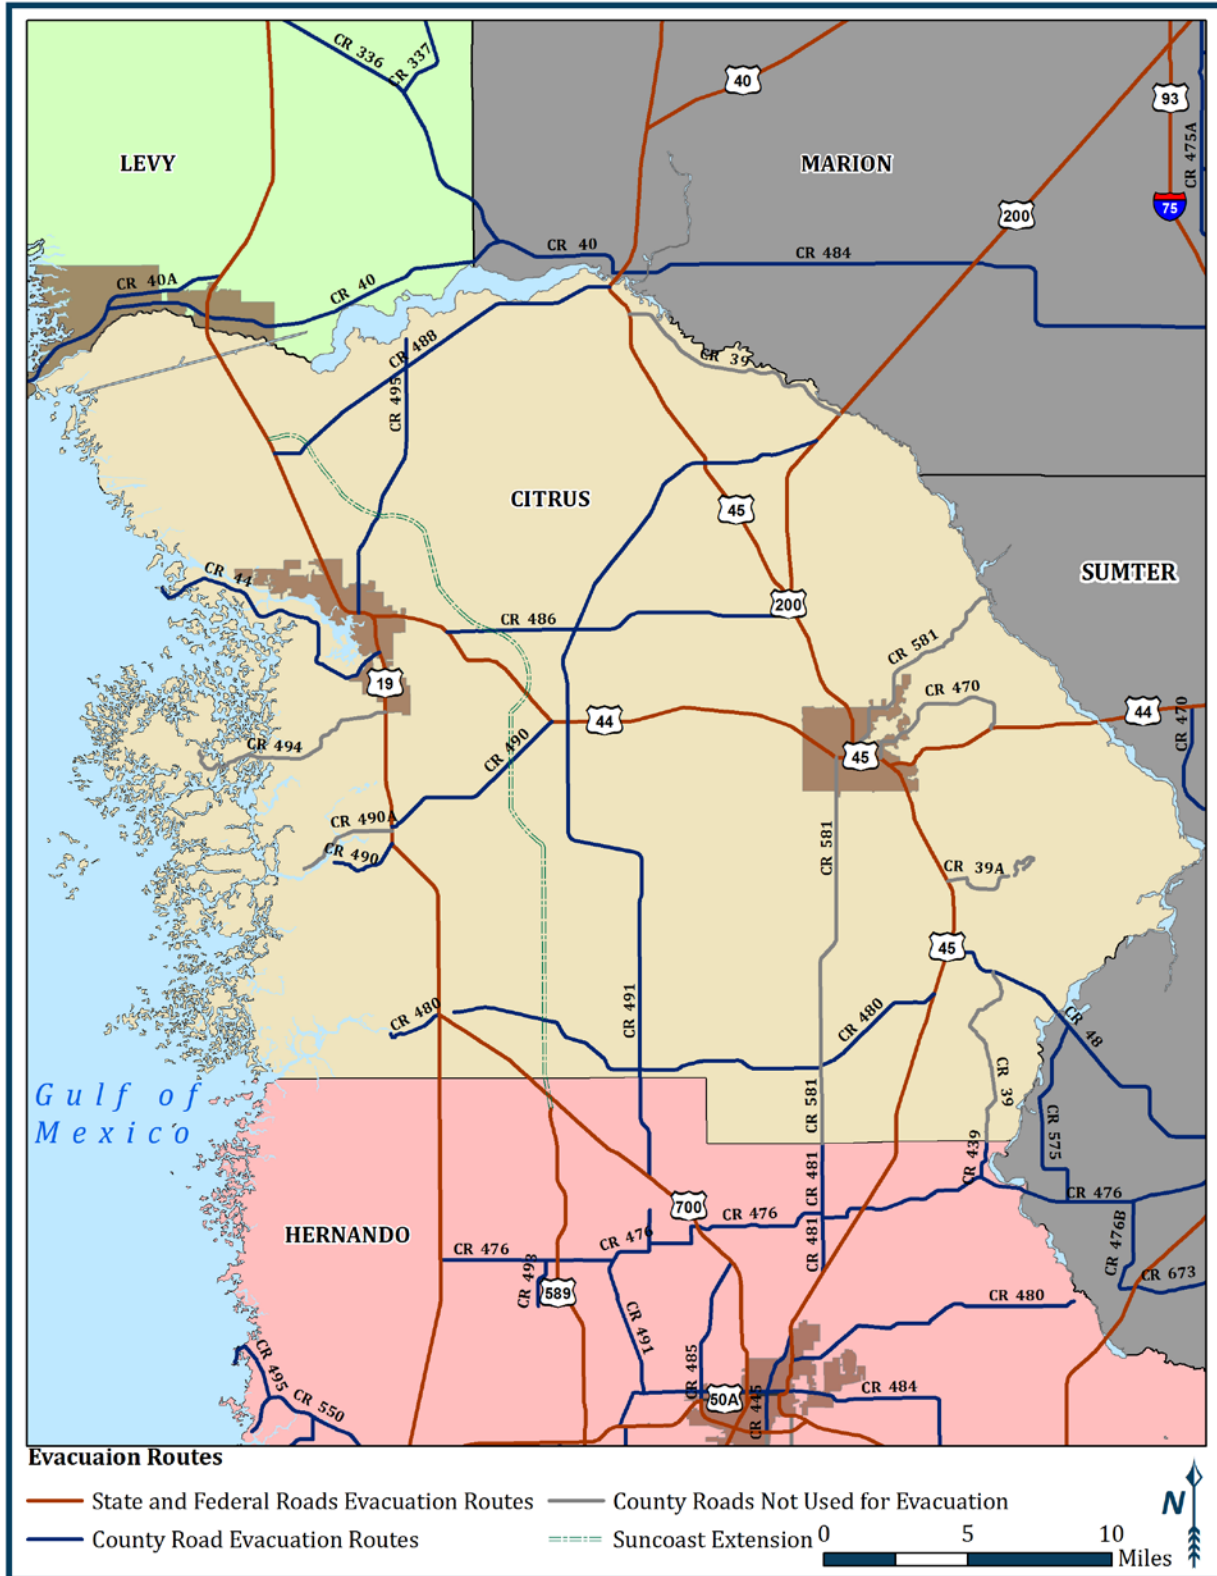 CR 336
CR 337
40
93
CR 475A
LEVY
MARION
75
200
CR 40
CR 484
CR 40A
CR 40
CR 488
CR 39
CR 495
CITRUS
45
SUMTER
CR 44
200
CR 486
CR 581
19
CR 470
44
CR 470
44
CR 494
CR 490
45
CR 490A
CR 490
CR 581
CR 39A
45
CR 491
CR 480
CR 480
CR 48
Gulf of
Mexico
CR 581
CR 39
CR 575
CR 439
CR 481
HERNANDO
700
CR 476
CR 476
CR 476
CR 476
CR 481
CR 476B
CR 493
589
CR 673
CR 480
CR 491
CR 485
CR 495
CR 550
50A
CR 445
CR 484
Evacuaion Routes
State and Federal Roads Evacuation Routes
County Roads Not Used for Evacuation
County Road Evacuation Routes
Suncoast Extension
0 5 10
Miles
N